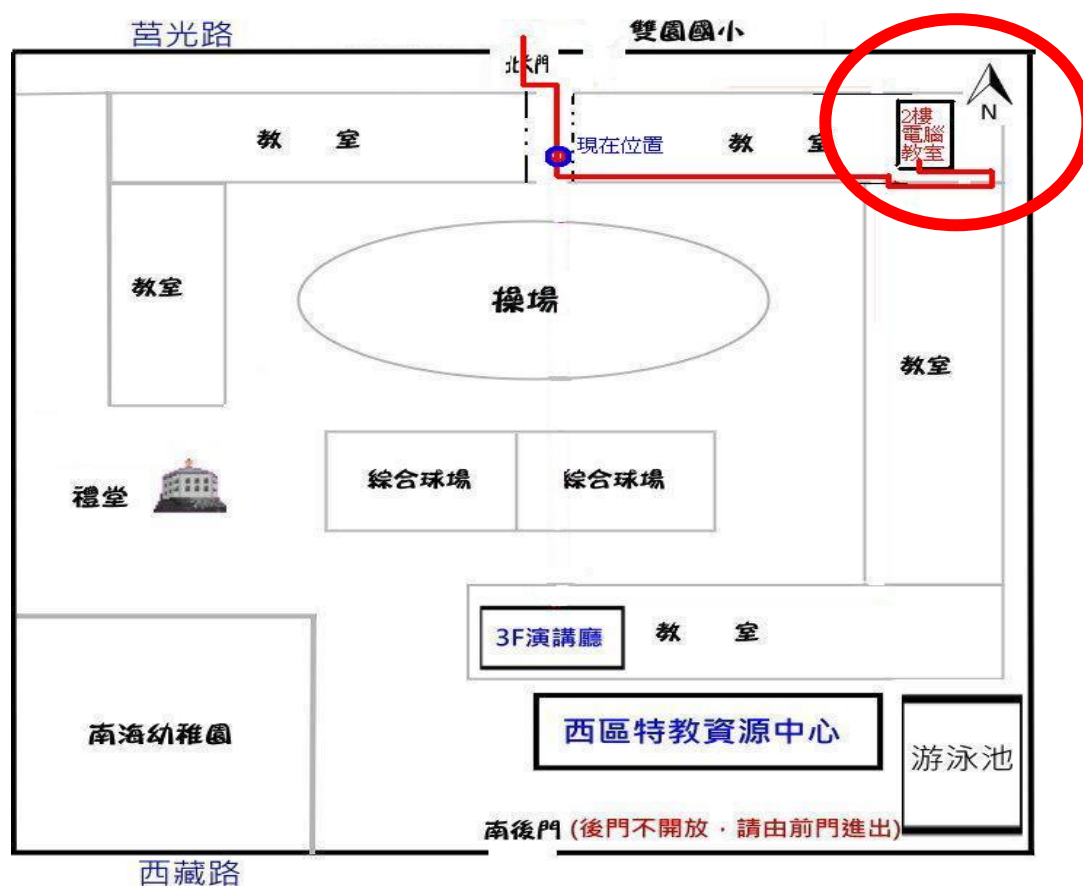 莒光路
雙園國小
北大門
N
教 室
現在位置
教 室
2樓
電腦
教室
教室
操場
教室
禮堂
綜合球場
綜合球場
3F演講廳
教 室
南海幼稚園
西區特教資源中心
游泳池
南後門 (後門不開放，請由前門進出)
西藏路